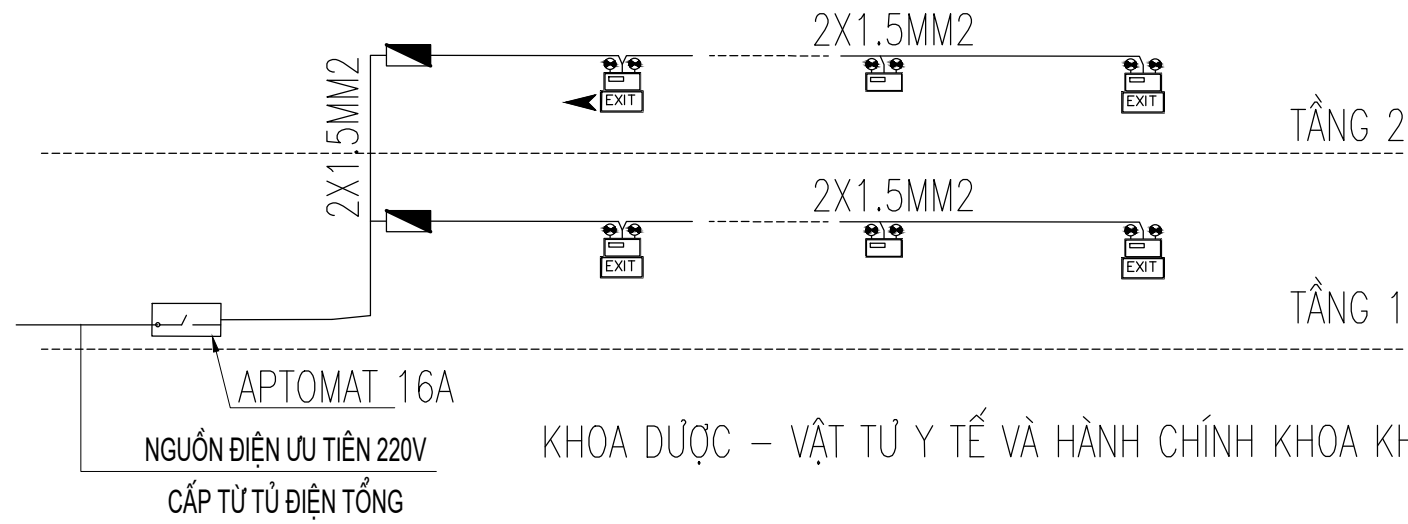 2X1.5MM2
2X1.5MM2
EXIT
EXIT
TẦNG 2
2X1.5MM2
EXIT
EXIT
TẦNG 1
APTOMAT 16A
NGUỒN ĐIỆN ƯU TIÊN 220V
CẤP TỪ TỦ ĐIỆN TỔNG
KHOA DƯỢC – VẬT TƯ Y TẾ VÀ HÀNH CHÍNH KHOA